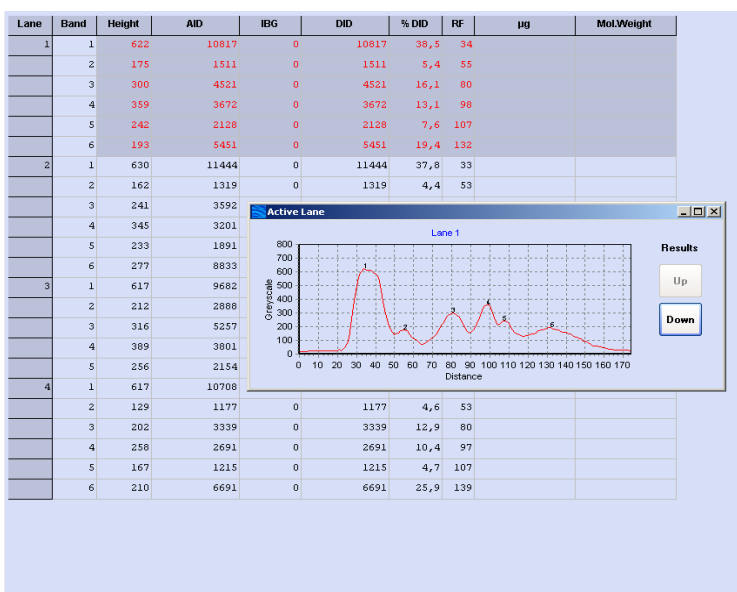 Lane Band Height AID IBG DID % DID RF µg Mol.Weight
1 1 622 10817 0 10817 38,5 34
2 175 1511 0 1511 5,4 55
3 300 4521 0 4521 16,1 80
4 359 3672 0 3672 13,1 98
5 242 2128 0 2128 7,6 107
6 193 5451 0 5451 19,4 132
2 1 630 11444 0 11444 37,8 33
2 162 1319 0 1319 4,4 53
3 241 3592
4 345 3201
5 233 1891
6 277 8833
3 1 617 9682
2 212 2888
3 316 5257
4 389 3801
5 256 2154
4 1 617 10708
2 129 1177 0 1177 4,6 53
3 202 3339 0 3339 12,9 80
4 258 2691 0 2691 10,4 97
5 167 1215 0 1215 4,7 107
6 210 6691 0 6691 25,9 139
Active Lane
Lane 1
Results
Up
Down
Greyscale
800
700
600
500
400
300
200
100
0
1 2 3 4 5 6
0 10 20 30 40 50 60 70 80 90 100 110 120 130 140 150 160 170
Distance